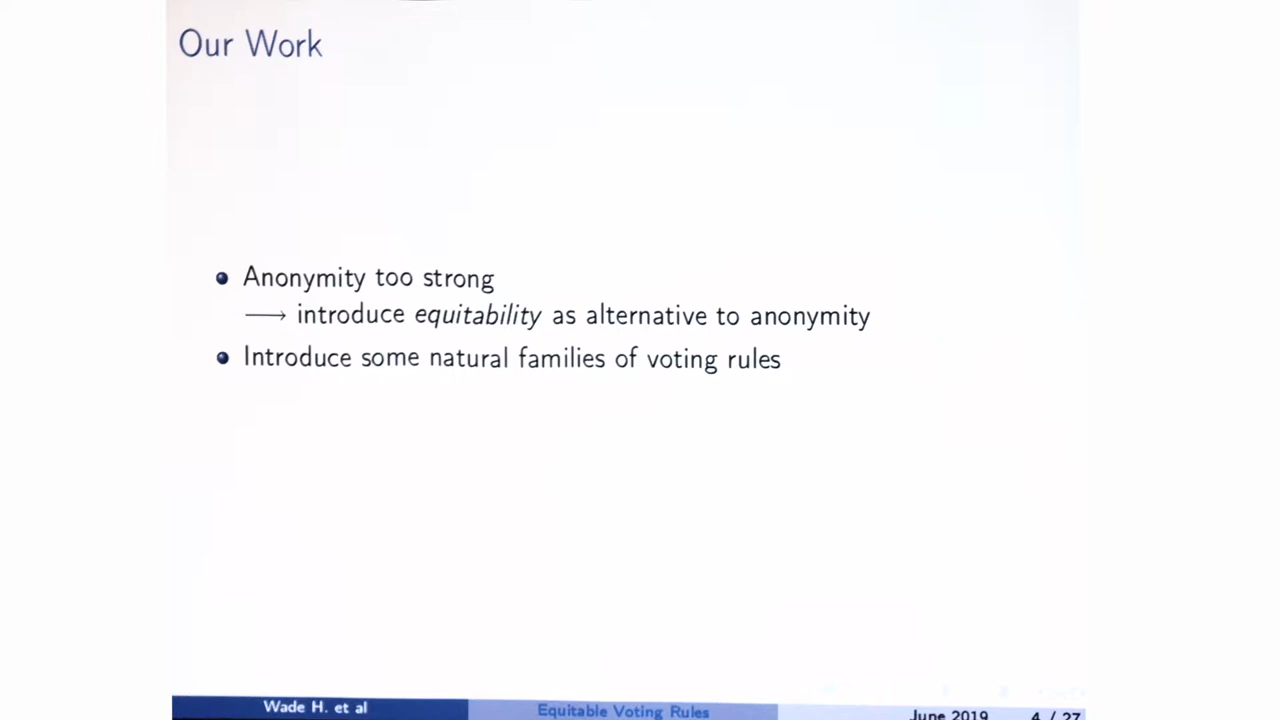 Our Work
Anonymity too strong
⟶ introduce equitability as alternative to anonymity
Introduce some natural families of voting rules
Wade H. et al
Equitable Voting Rules
June 2019
4 / 27